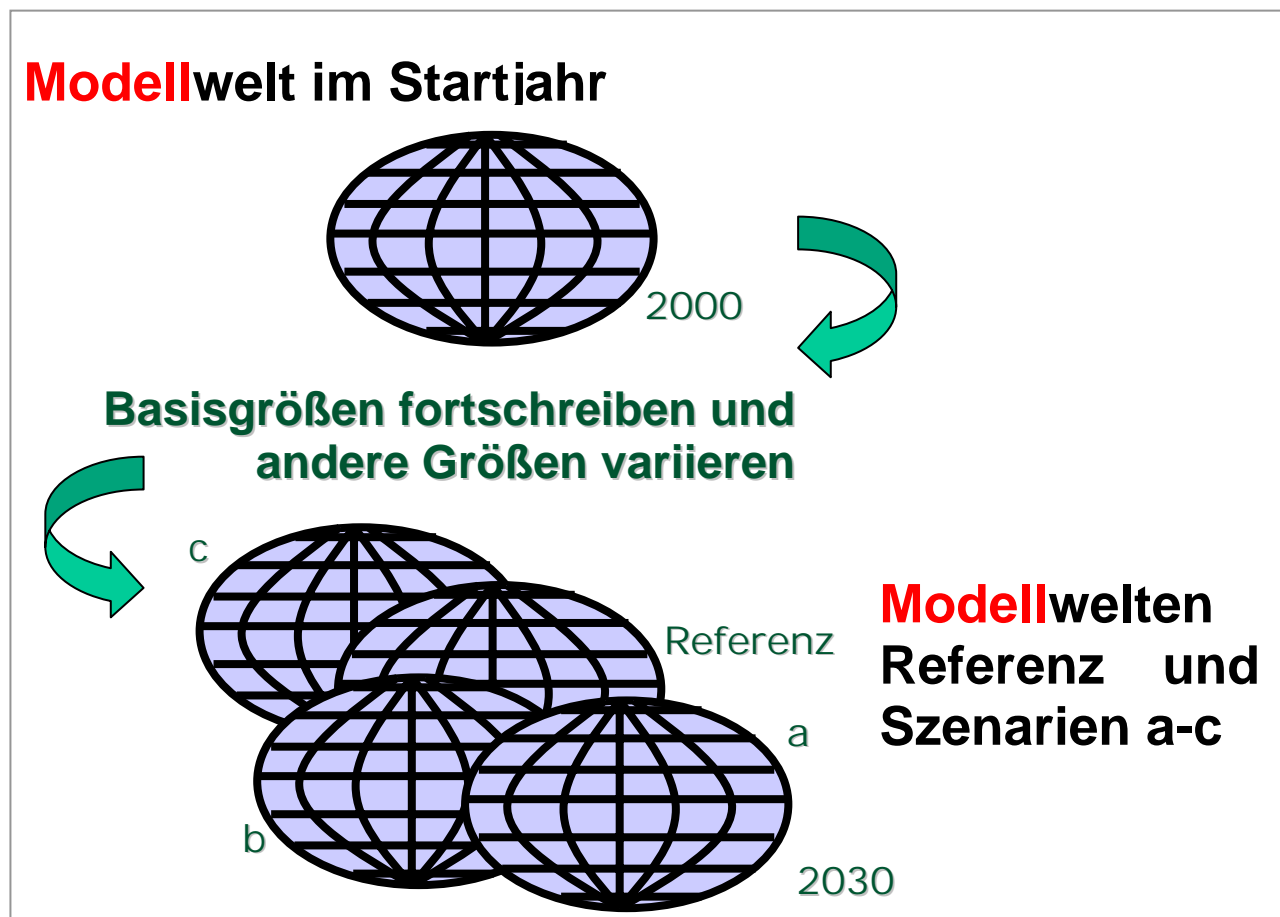 Modellwelt im Startjahr
2000
Basisgrößen fortschreiben und
andere Größen variieren
c
Referenz
Modellwelten
Referenz und
Szenarien a-c
a
b
2030